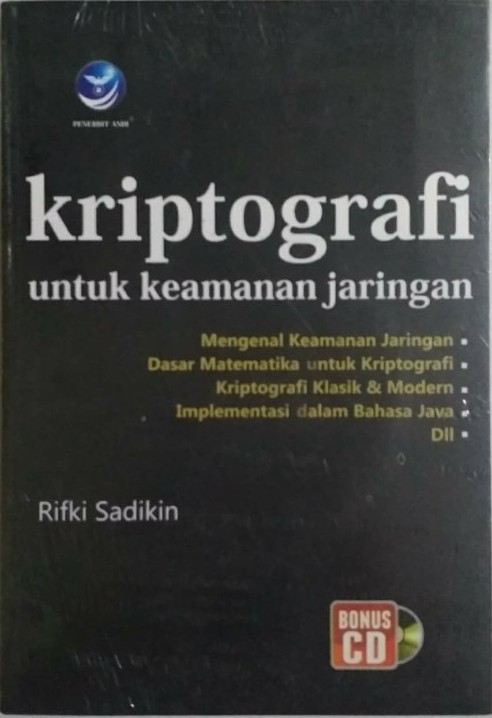 PENERBIT ANDI
kriptografi
untuk keamanan jaringan
Mengenal Keamanan Jaringan
Dasar Matematika untuk Kriptografi
Kriptografi Klasik & Modern
Implementasi dalam Bahasa Java
Dll
Rifki Sadikin
BONUS
CD